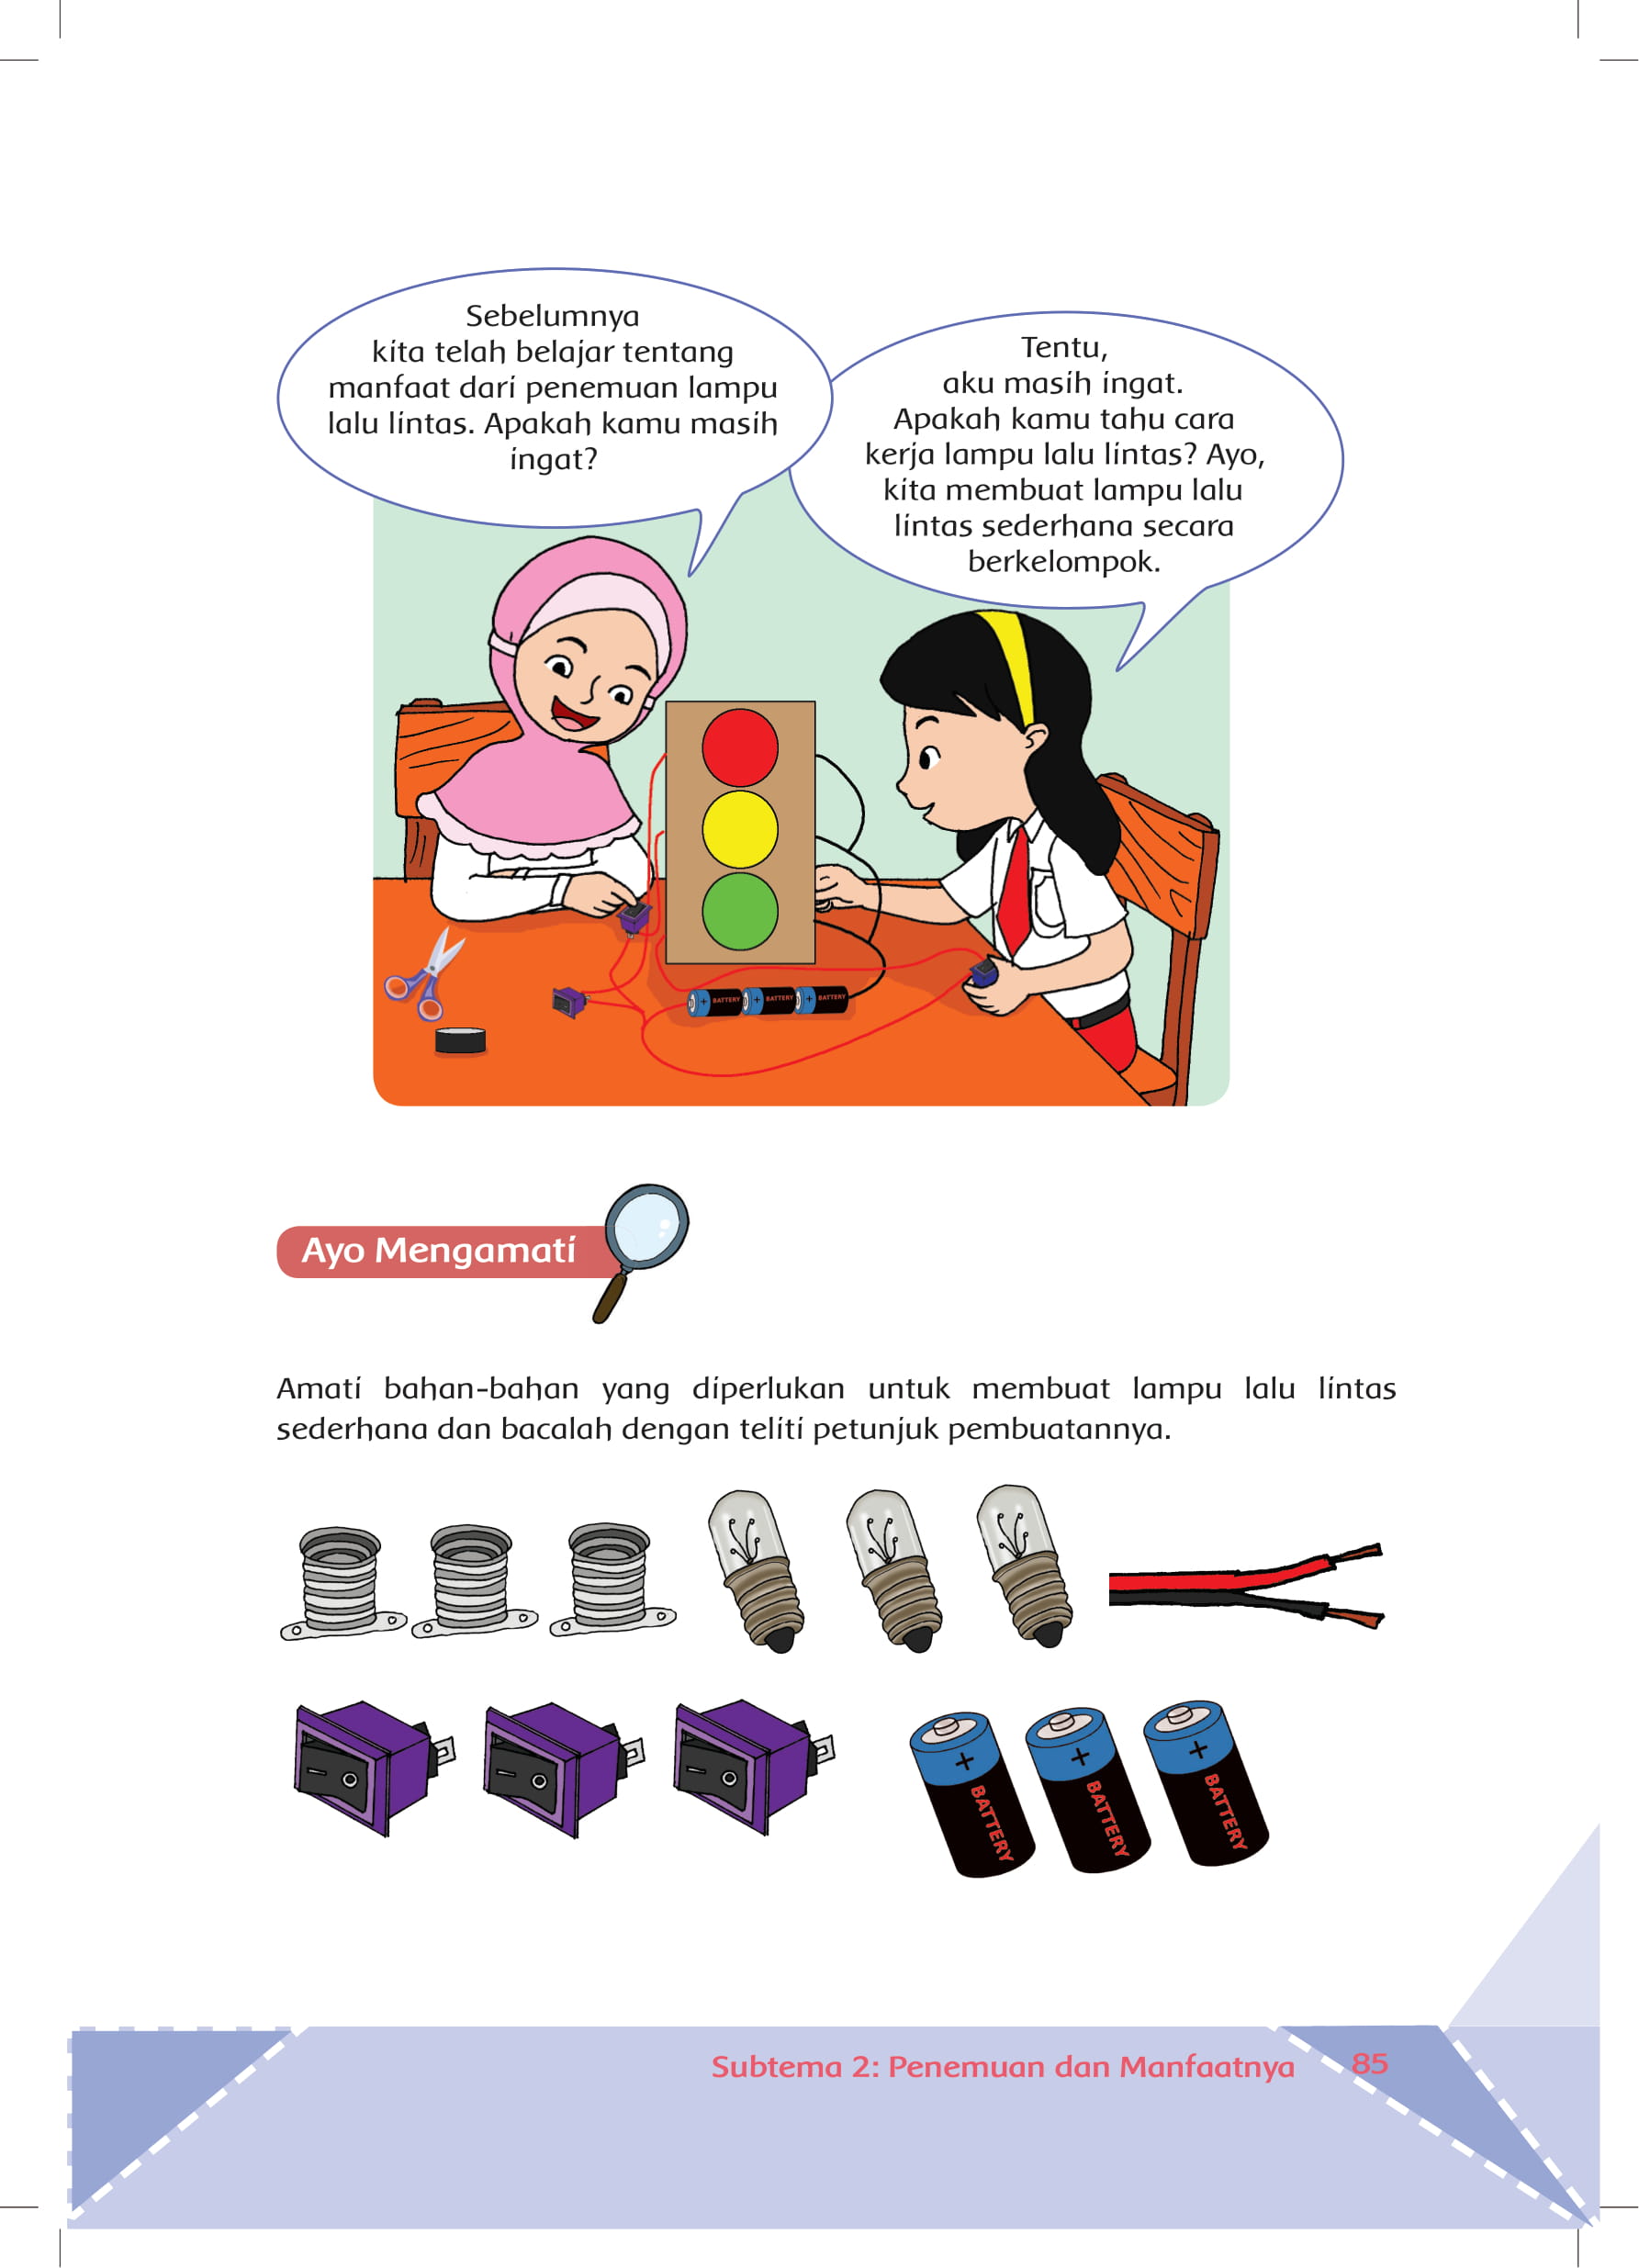 Sebelumnya
kita telah belajar tentang
manfaat dari penemuan lampu
lalu lintas. Apakah kamu masih
ingat?
Tentu,
aku masih ingat.
Apakah kamu tahu cara
kerja lampu lalu lintas? Ayo,
kita membuat lampu lalu
lintas sederhana secara
berkelompok.
+ BATTERY + BATTERY + BATTERY
Ayo Mengamati
Amati bahan-bahan yang diperlukan untuk membuat lampu lalu lintas
sederhana dan bacalah dengan teliti petunjuk pembuatannya.
+ BATTERY
+ BATTERY
+ BATTERY
Subtema 2: Penemuan dan Manfaatnya 85